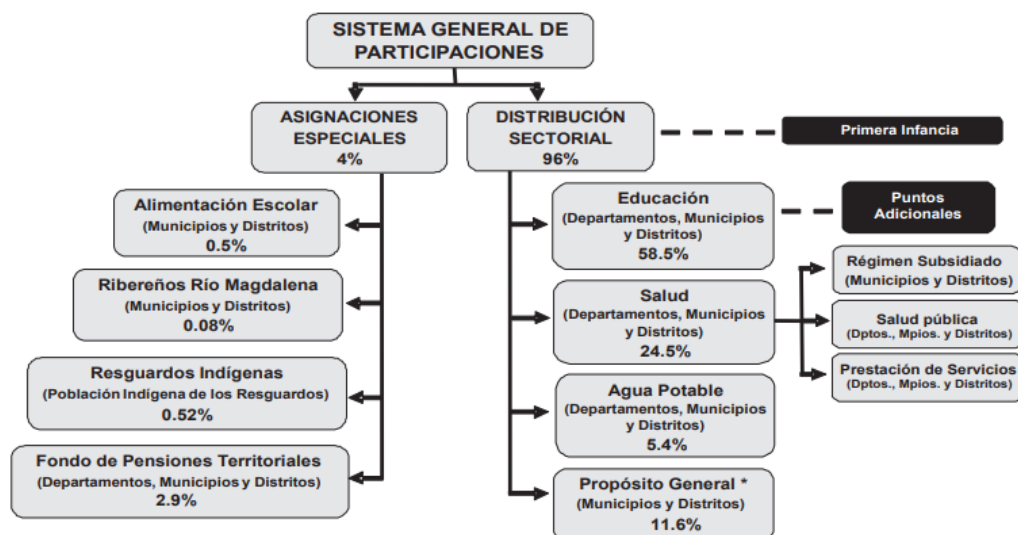 SISTEMA GENERAL DE
PARTICIPACIONES
ASIGNACIONES
ESPECIALES
4%
DISTRIBUCIÓN
SECTORIAL
96%
Primera Infancia
Alimentación Escolar
(Municipios y Distritos)
0.5%
Ribereños Río Magdalena
(Municipios y Distritos)
0.08%
Resguardos Indígenas
(Población Indígena de los Resguardos)
0.52%
Fondo de Pensiones Territoriales
(Departamentos, Municipios y Distritos)
2.9%
Educación
(Departamentos, Municipios
y Distritos)
58.5%
Puntos
Adicionales
Salud
(Departamentos, Municipios
y Distritos)
24.5%
Régimen Subsidiado
(Municipios y Distritos)
Salud pública
(Dptos., Mpios. y Distritos)
Prestación de Servicios
(Dptos., Mpios. y Distritos)
Agua Potable
(Departamentos, Municipios
y Distritos)
5.4%
Propósito General *
(Municipios y Distritos)
11.6%